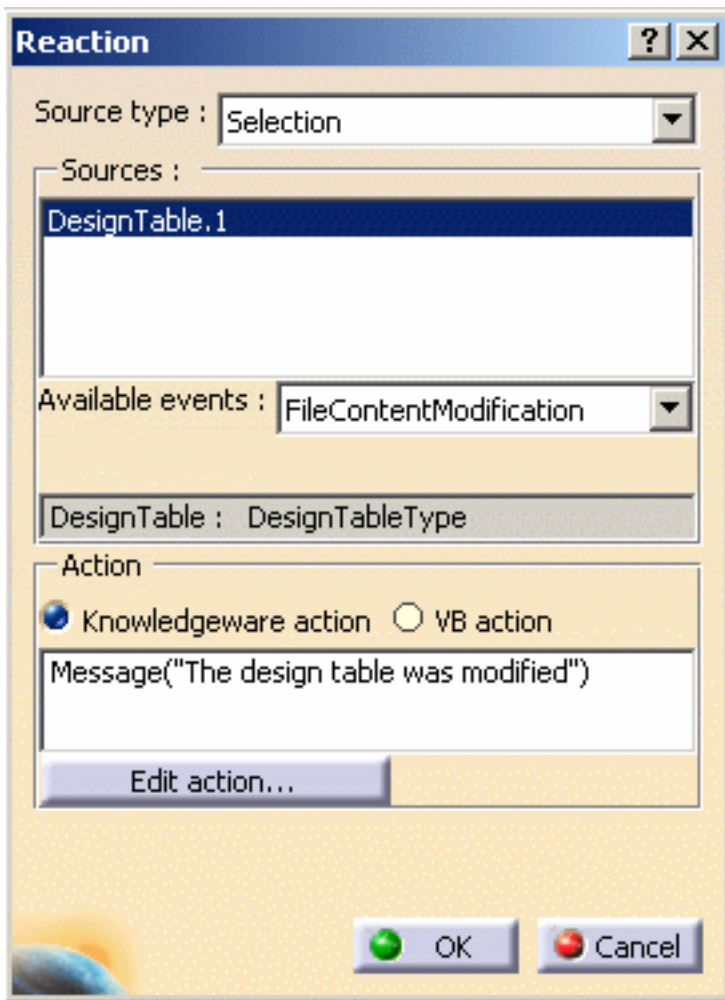 Reaction
Source type : Selection
Sources :
DesignTable.1
Available events : FileContentModification
DesignTable : DesignTableType
Action
Knowledgeware action VB action
Message("The design table was modified")
Edit action...
OK Cancel